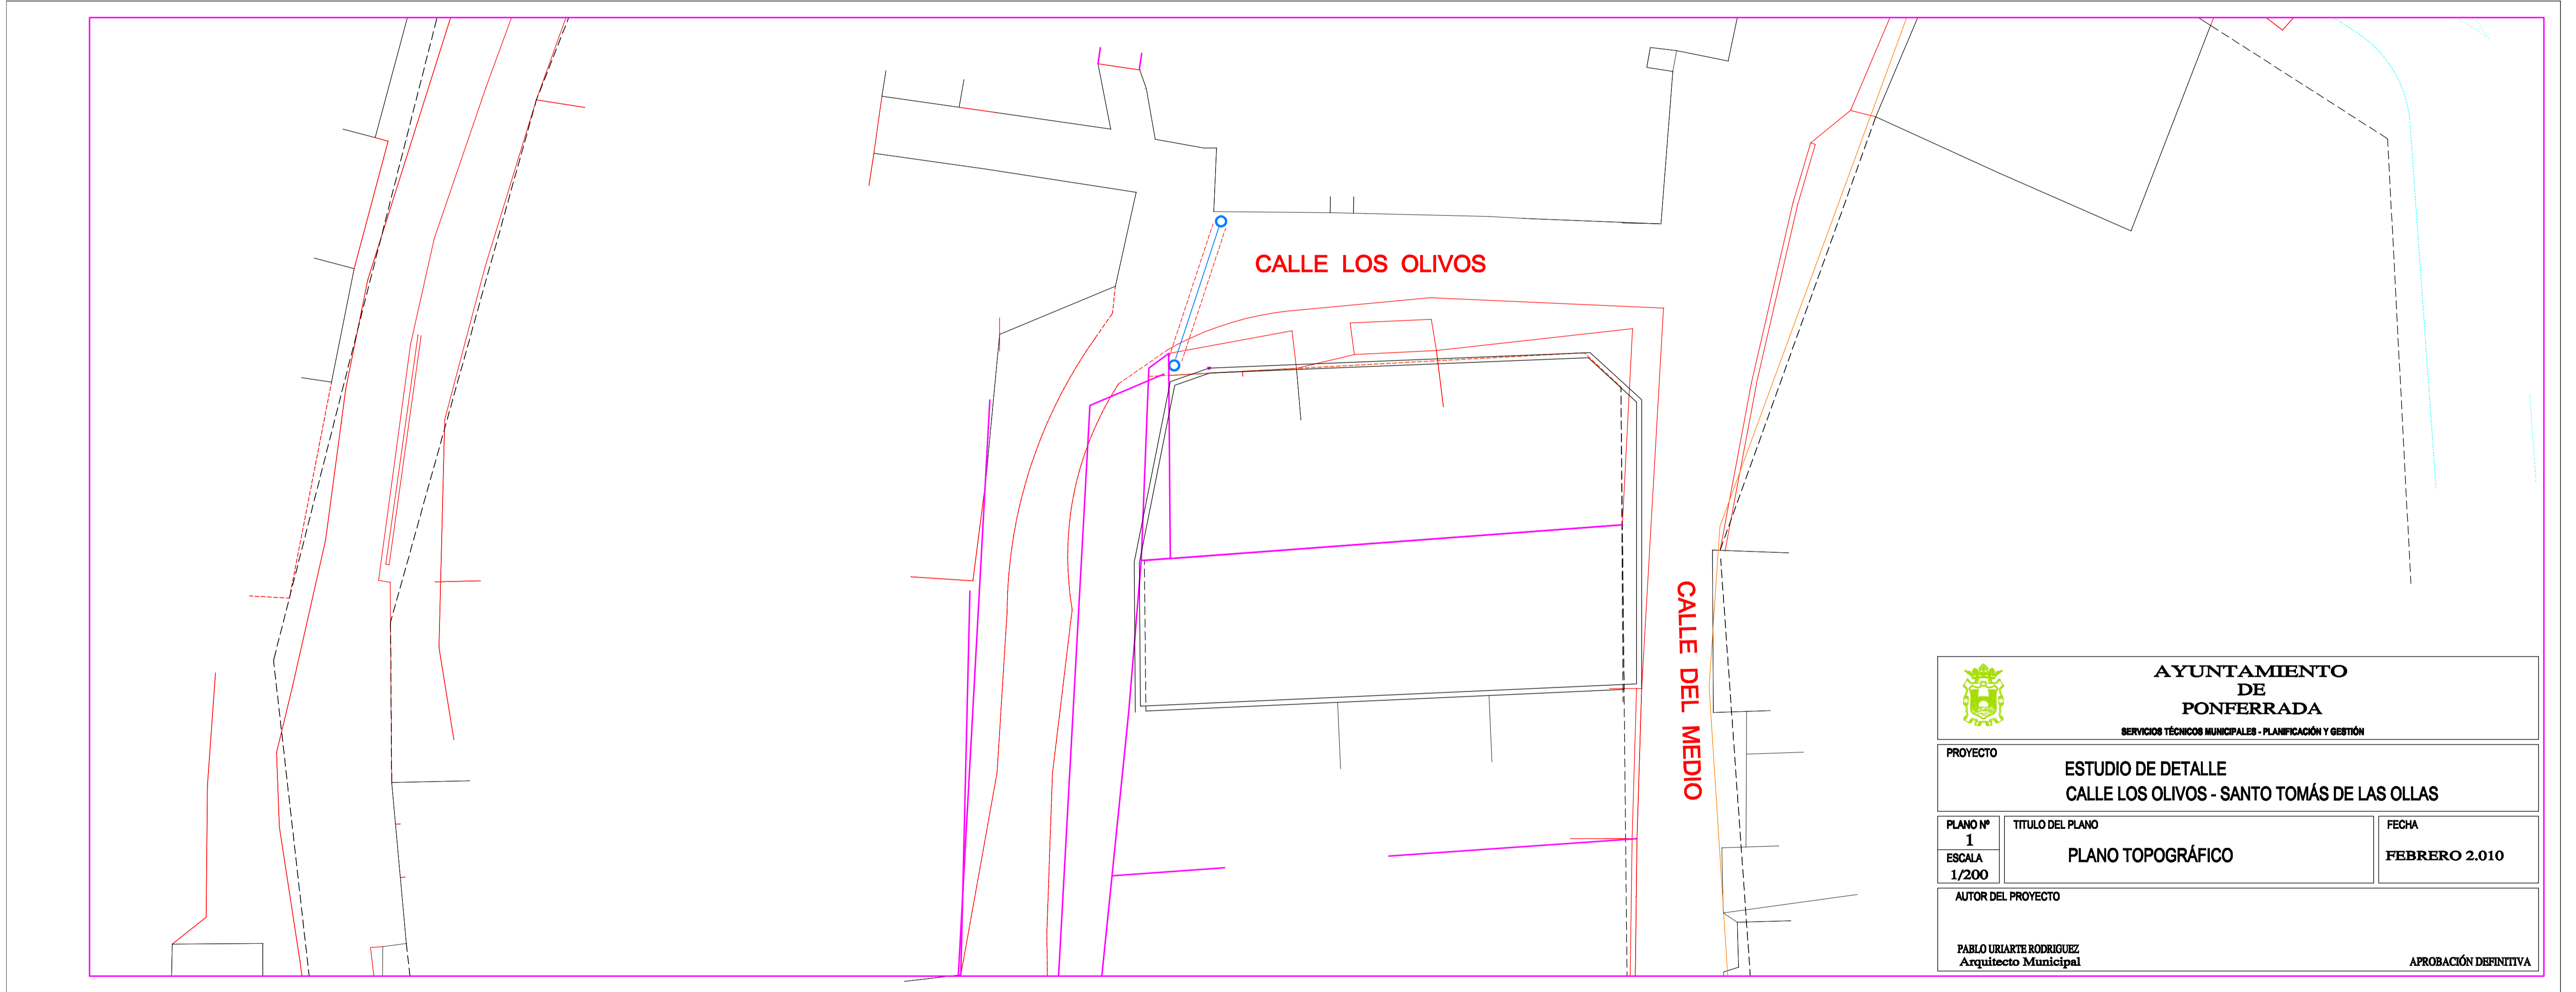 CALLE LOS OLIVOS
CALLE DEL MEDIO
AYUNTAMIENTO
DE
PONFERRADA
SERVICIOS TÉCNICOS MUNICIPALES - PLANIFICACIÓN Y GESTIÓN
PROYECTO
ESTUDIO DE DETALLE
CALLE LOS OLIVOS - SANTO TOMÁS DE LAS OLLAS
PLANO Nº
1
ESCALA
1/200
TITULO DEL PLANO
PLANO TOPOGRÁFICO
FECHA
FEBRERO 2.010
AUTOR DEL PROYECTO
PABLO URIARTE RODRIGUEZ
Arquitecto Municipal
APROBACIÓN DEFINITIVA